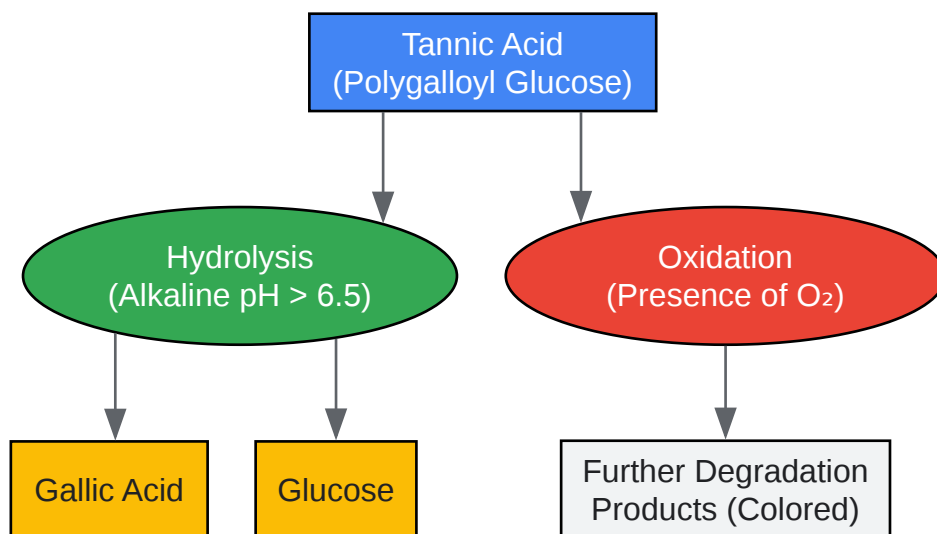 Tannic Acid
(Polygalloyl Glucose)
Hydrolysis
(Alkaline pH > 6.5)
Oxidation
(Presence of O₂)
Gallic Acid
Glucose
Further Degradation
Products (Colored)